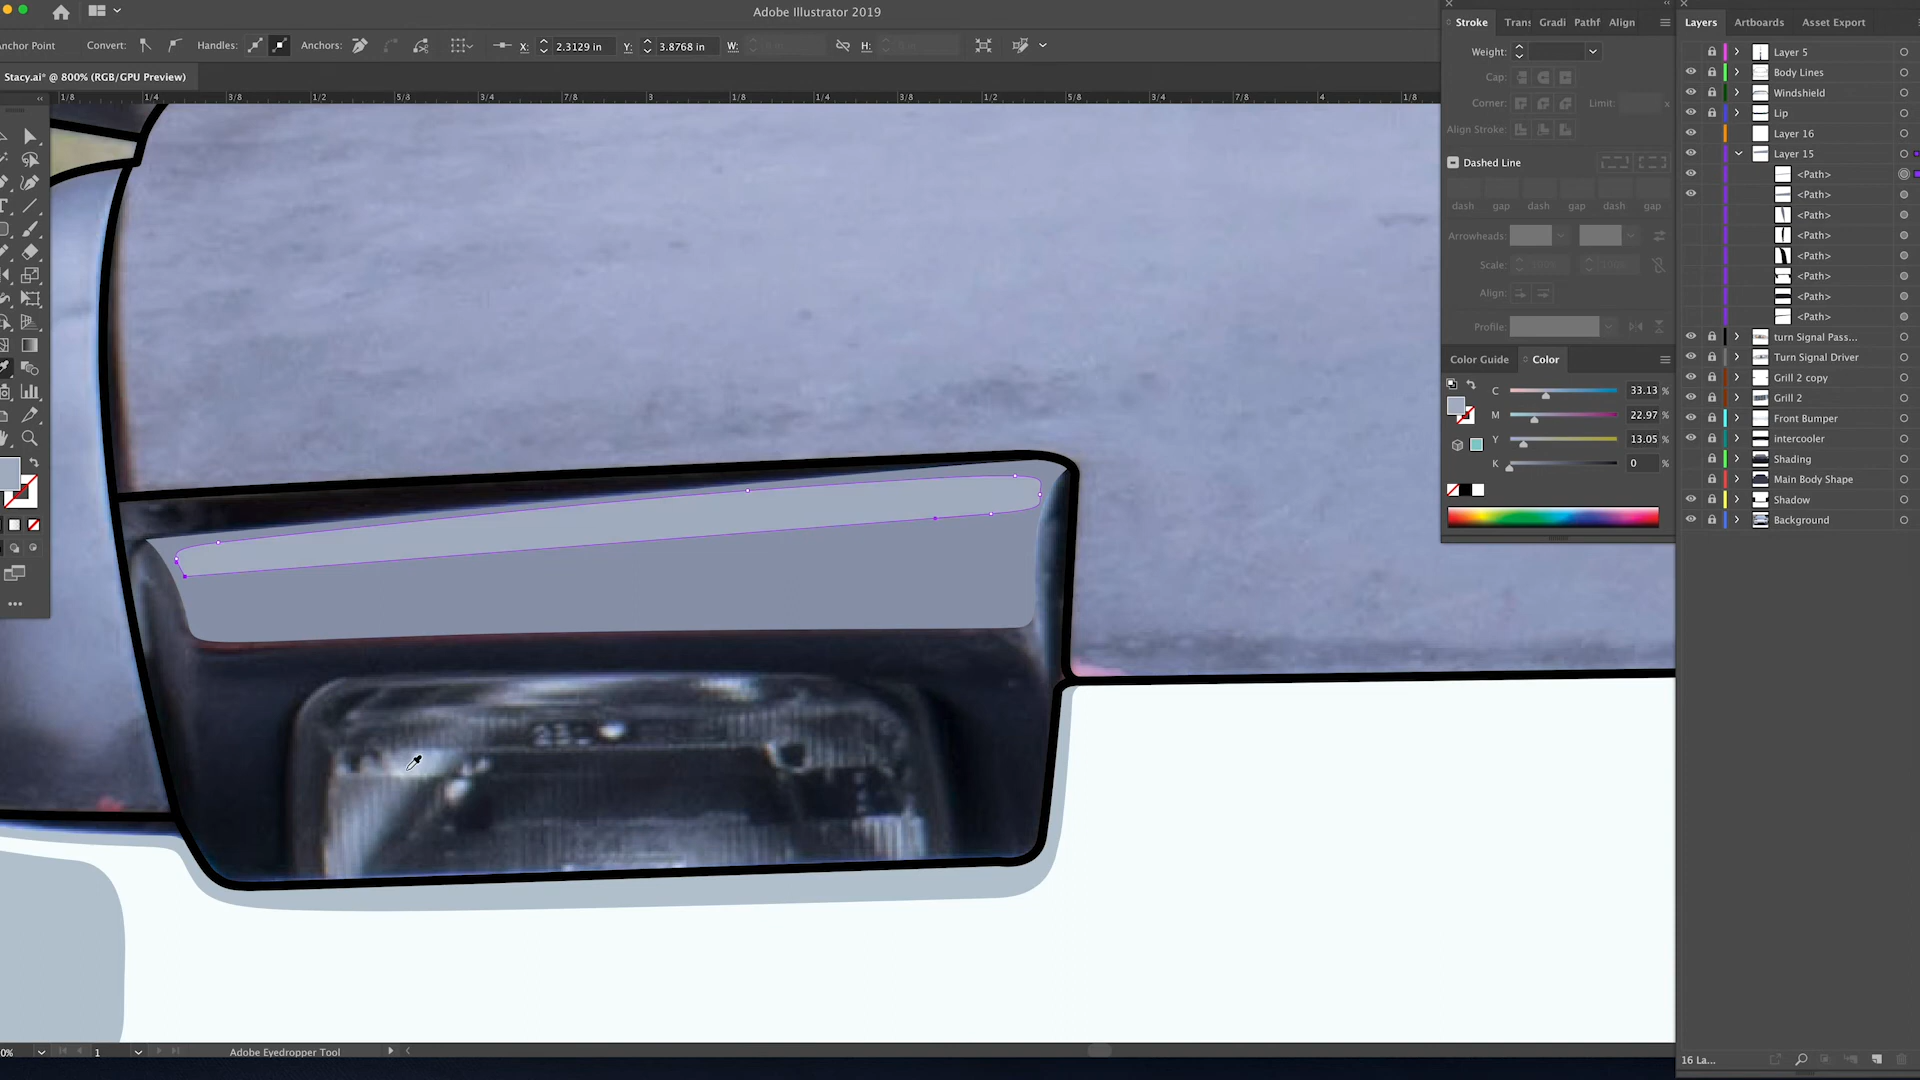 Adobe Illustrator 2019
Anchor Point
Convert:
Handles:
Anchors:
X: 2.3129 in
Y: 3.8768 in
W:
H:
Stacy.ai* @ 800% (RGB/GPU Preview)
1/8 1/4 3/8 1/2 5/8 3/4 7/8 3 1/8 1/4 3/8 1/2 5/8 3/4 7/8 4 1/8
Stroke
Trans
Gradi
Pathf
Align
Weight:
Cap:
Corner:
Limit:
x
Align Stroke:
Dashed Line
dash gap dash gap dash gap
Arrowheads:
Scale:
Align:
Profile:
Color Guide
Color
C 33.13 %
M 22.97 %
Y 13.05 %
K 0 %
Layers
Artboards
Asset Export
Layer 5
Body Lines
Windshield
Lip
Layer 16
Layer 15
<Path>
<Path>
<Path>
<Path>
<Path>
<Path>
<Path>
<Path>
turn Signal Pass...
Turn Signal Driver
Grill 2 copy
Grill 2
Front Bumper
intercooler
Shading
Main Body Shape
Shadow
Background
16 La...
0%
1
Adobe Eyedropper Tool